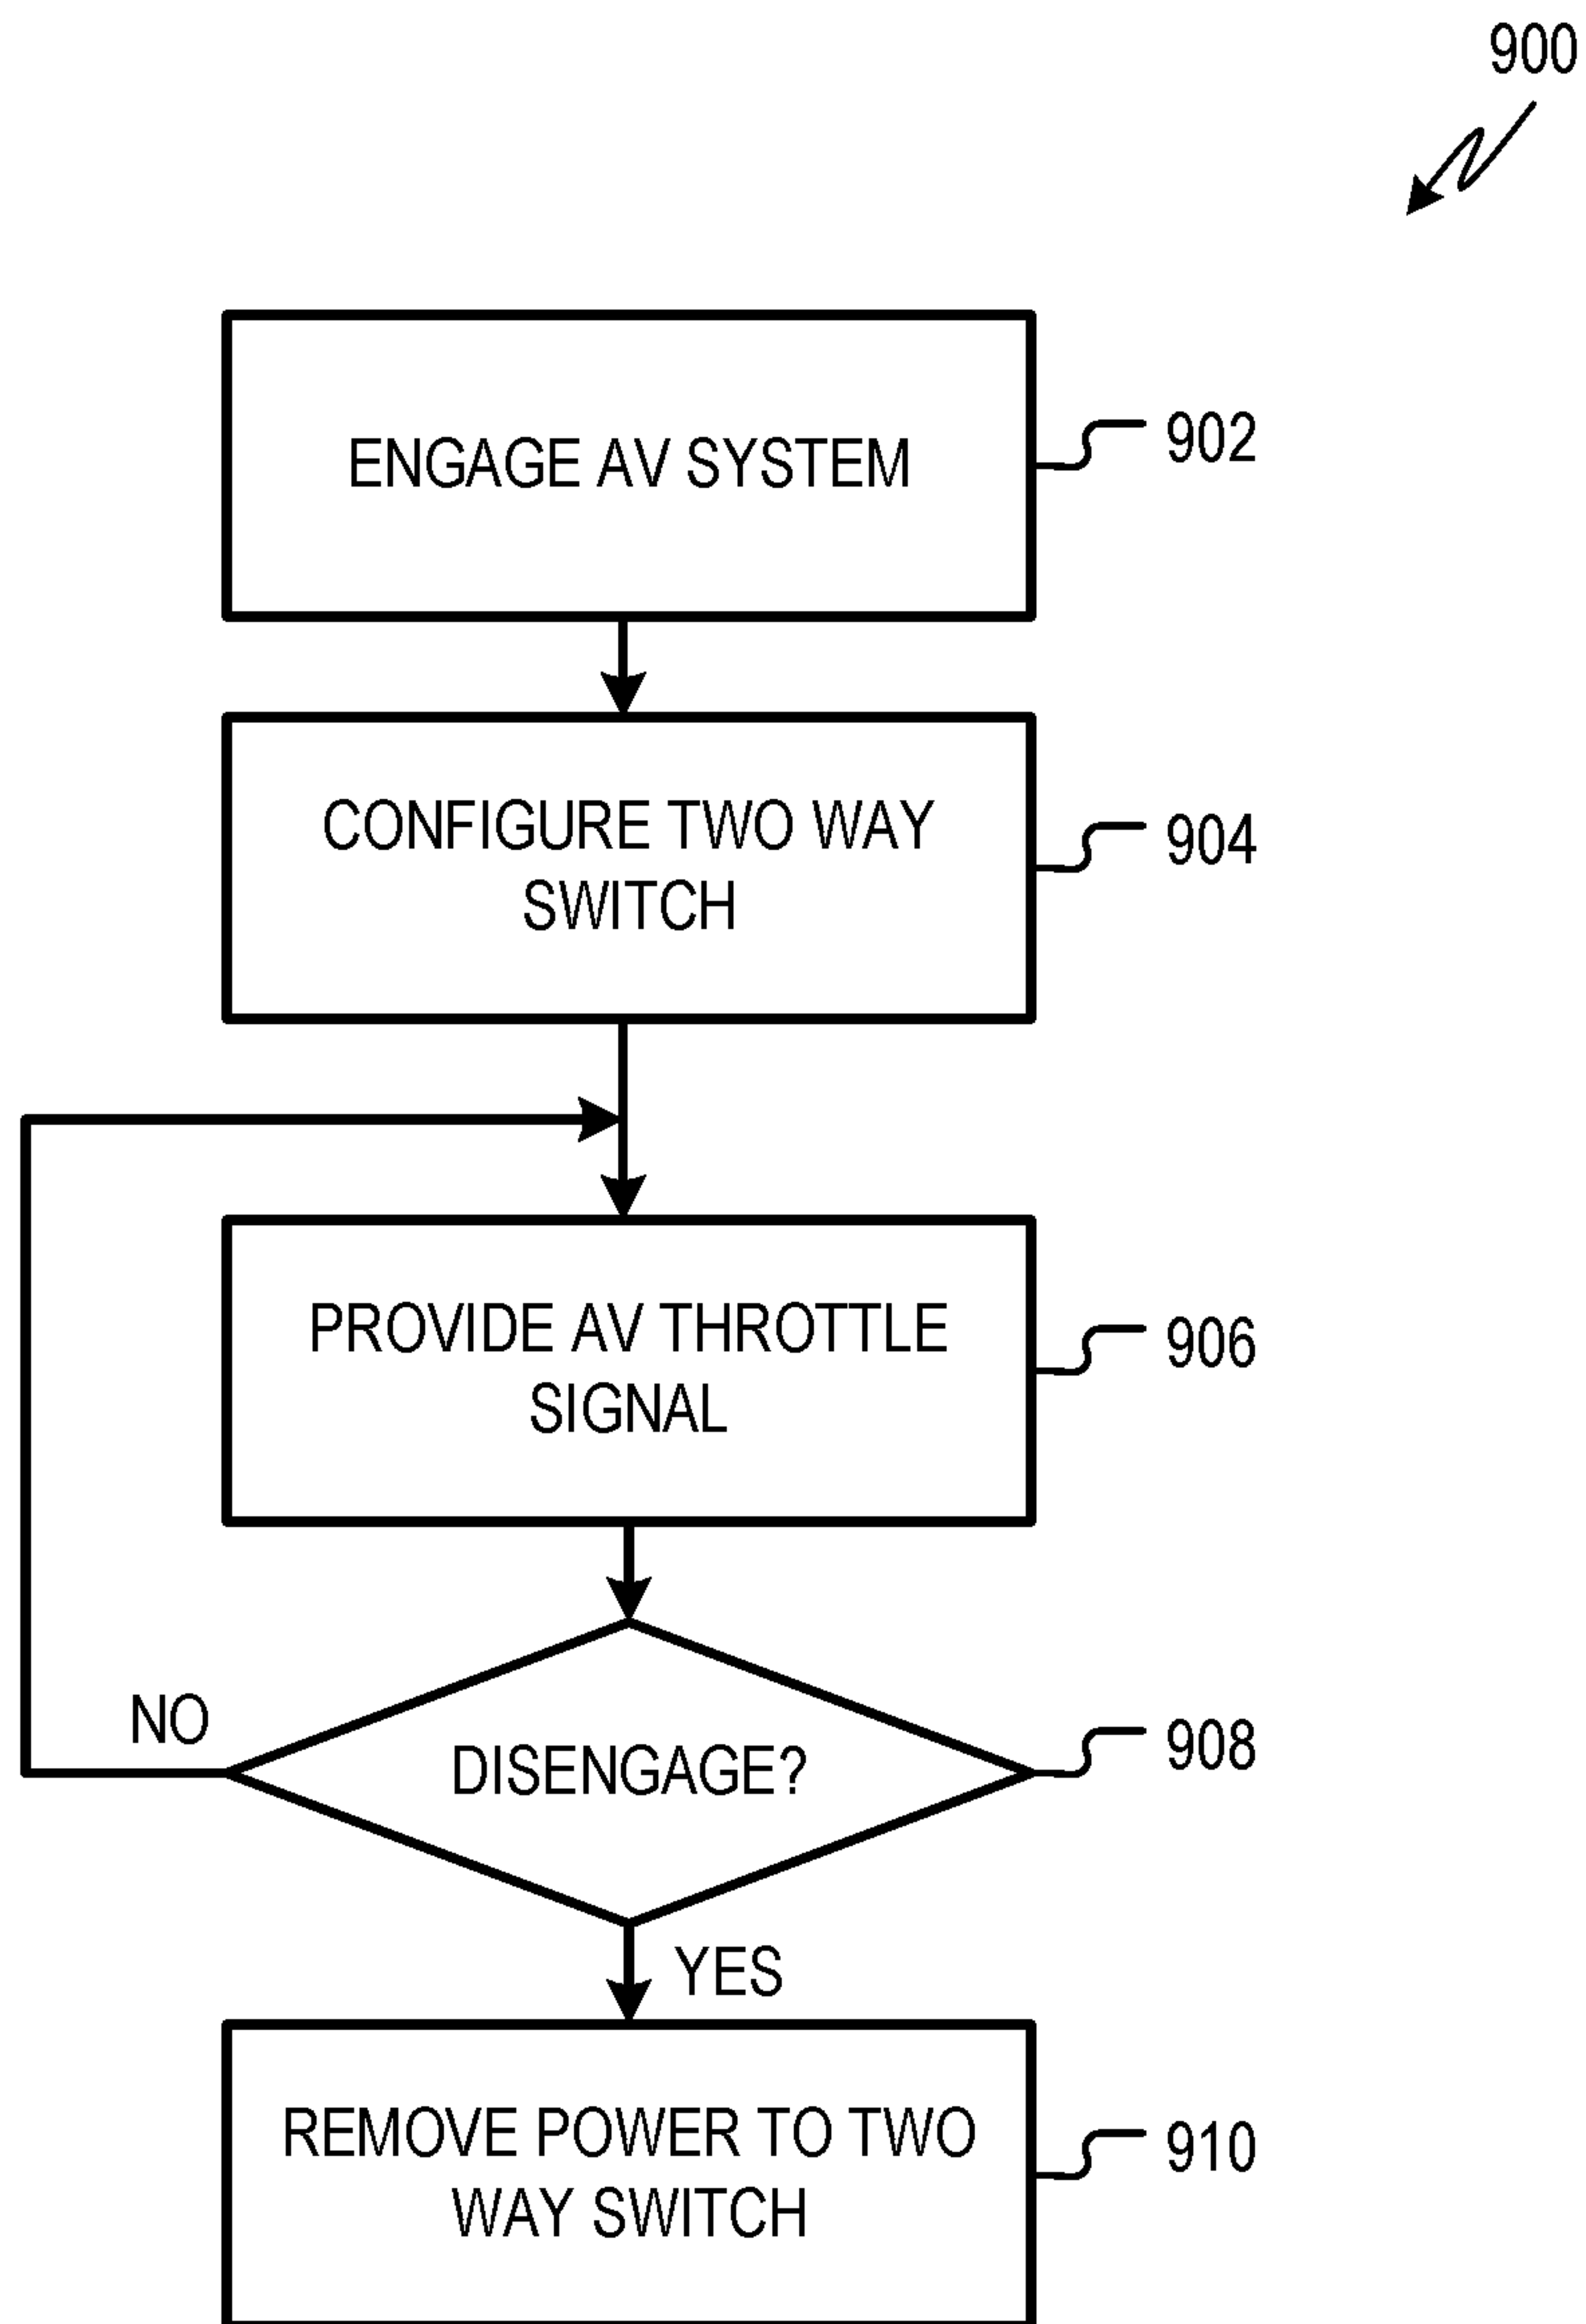 900
ENGAGE AV SYSTEM
902
CONFIGURE TWO WAY
SWITCH
904
PROVIDE AV THROTTLE
SIGNAL
906
NO
DISENGAGE?
908
YES
REMOVE POWER TO TWO
WAY SWITCH
910